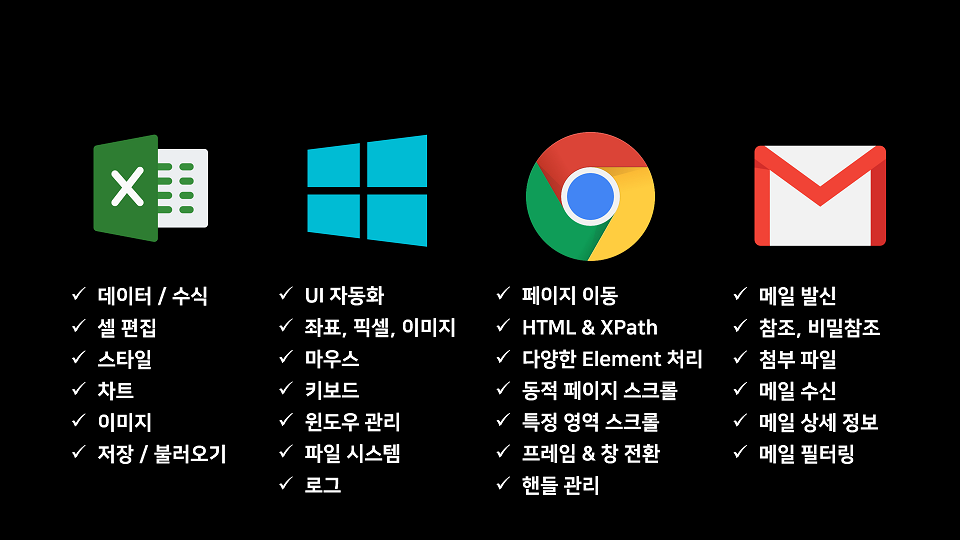 데이터 / 수식
셀 편집
스타일
차트
이미지
저장 / 불러오기
UI 자동화
좌표, 픽셀, 이미지
마우스
키보드
윈도우 관리
파일 시스템
로그
페이지 이동
HTML & XPath
다양한 Element 처리
동적 페이지 스크롤
특정 영역 스크롤
프레임 & 창 전환
핸들 관리
메일 발신
참조, 비밀참조
첨부 파일
메일 수신
메일 상세 정보
메일 필터링